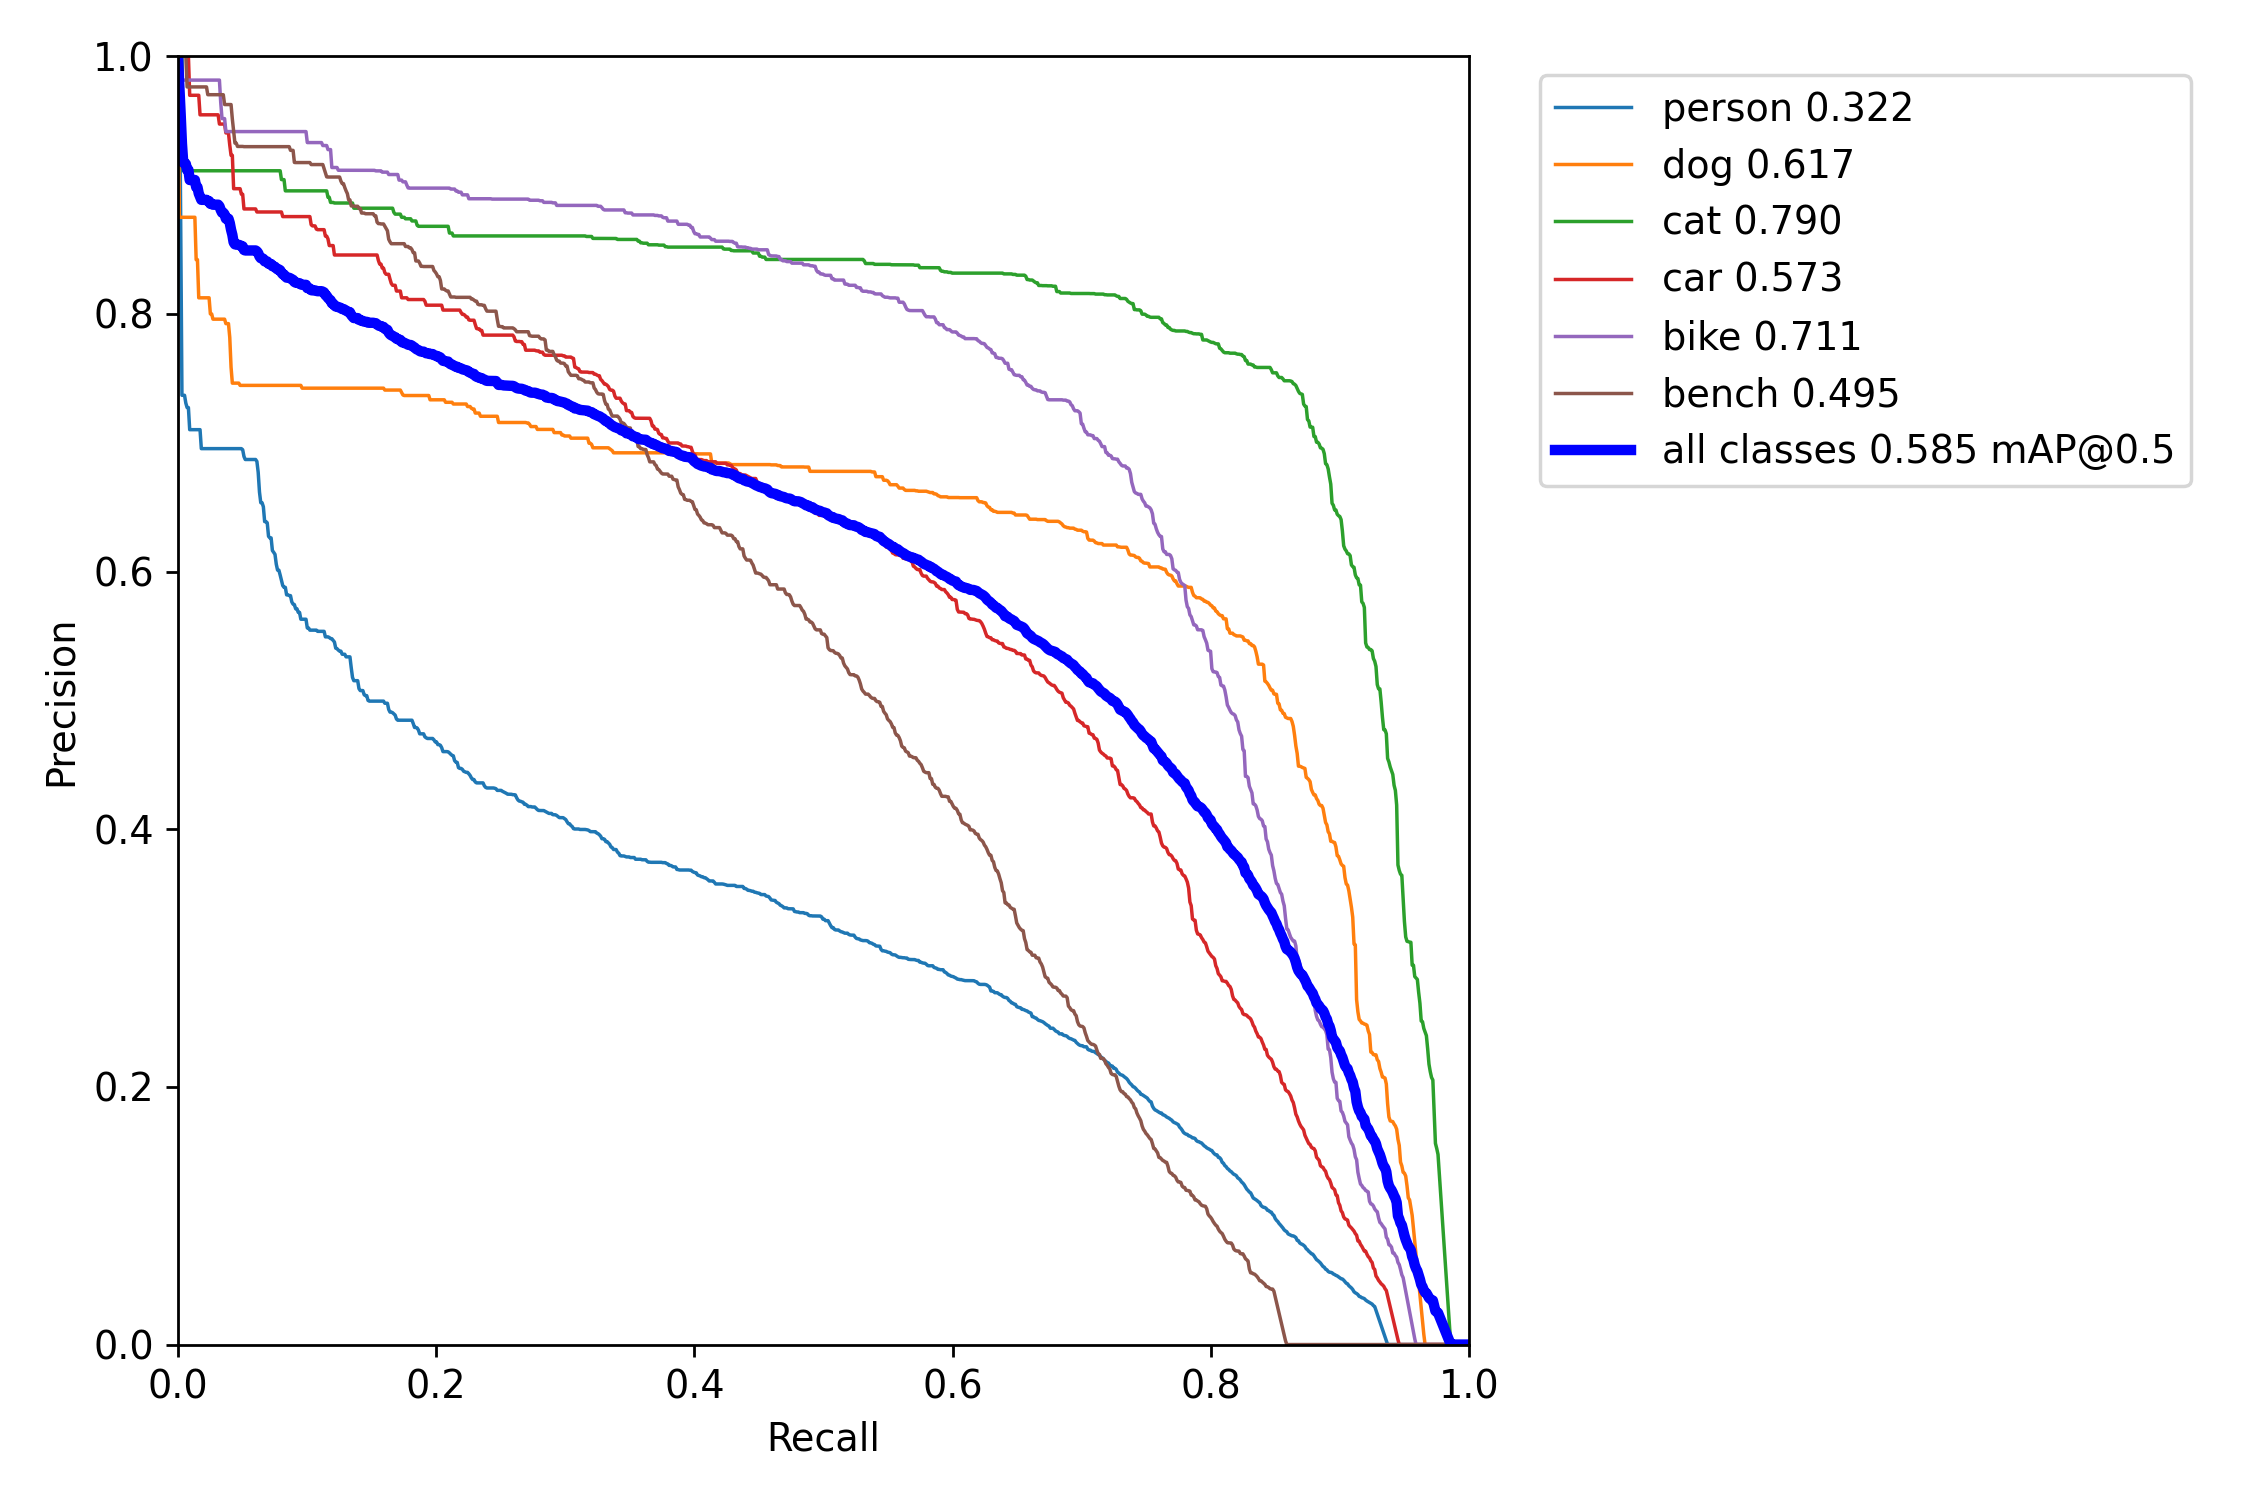 1.0
0.8
0.6
0.4
0.2
0.0
Precision
0.0 0.2 0.4 0.6 0.8 1.0
Recall
person 0.322
dog 0.617
cat 0.790
car 0.573
bike 0.711
bench 0.495
all classes 0.585 mAP@0.5